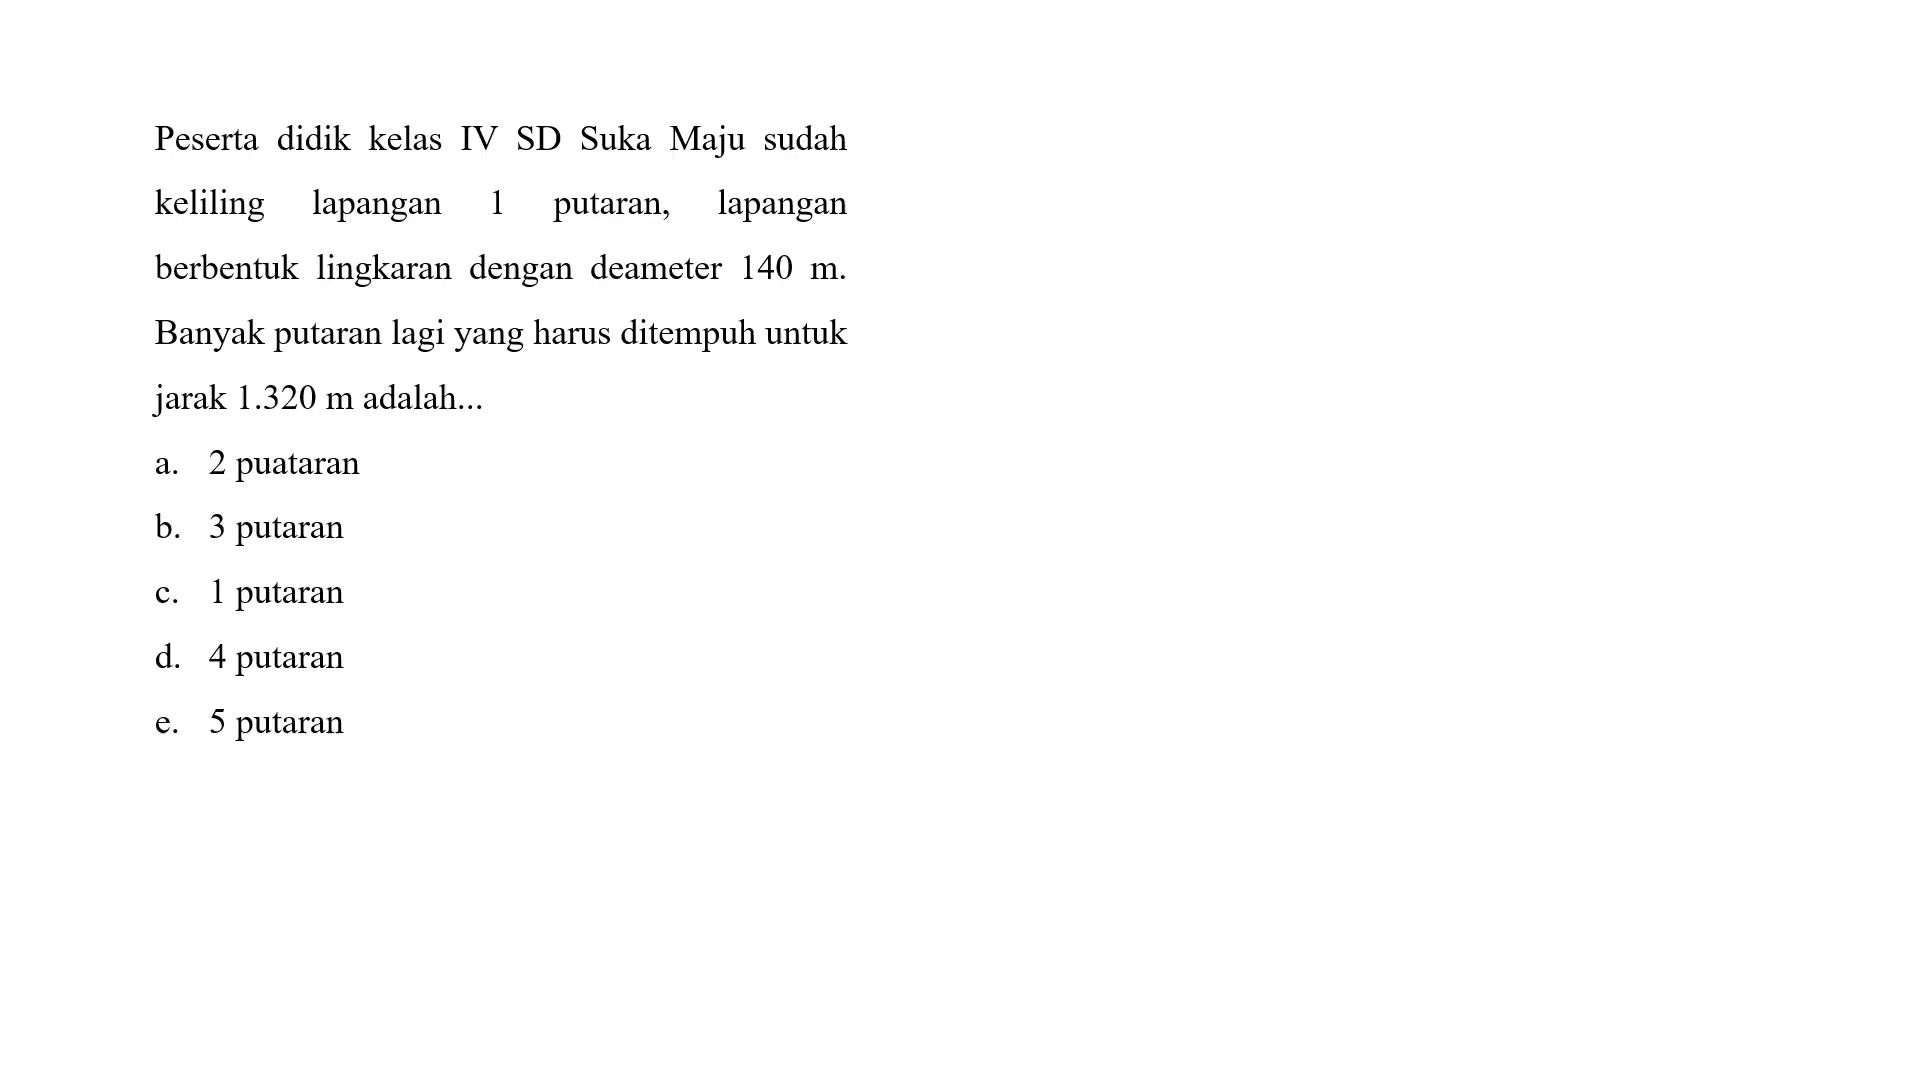 Peserta didik kelas IV SD Suka Maju sudah
keliling lapangan 1 putaran, lapangan
berbentuk lingkaran dengan deameter 140 m.
Banyak putaran lagi yang harus ditempuh untuk
jarak 1.320 m adalah...
a. 2 puataran
b. 3 putaran
c. 1 putaran
d. 4 putaran
e. 5 putaran